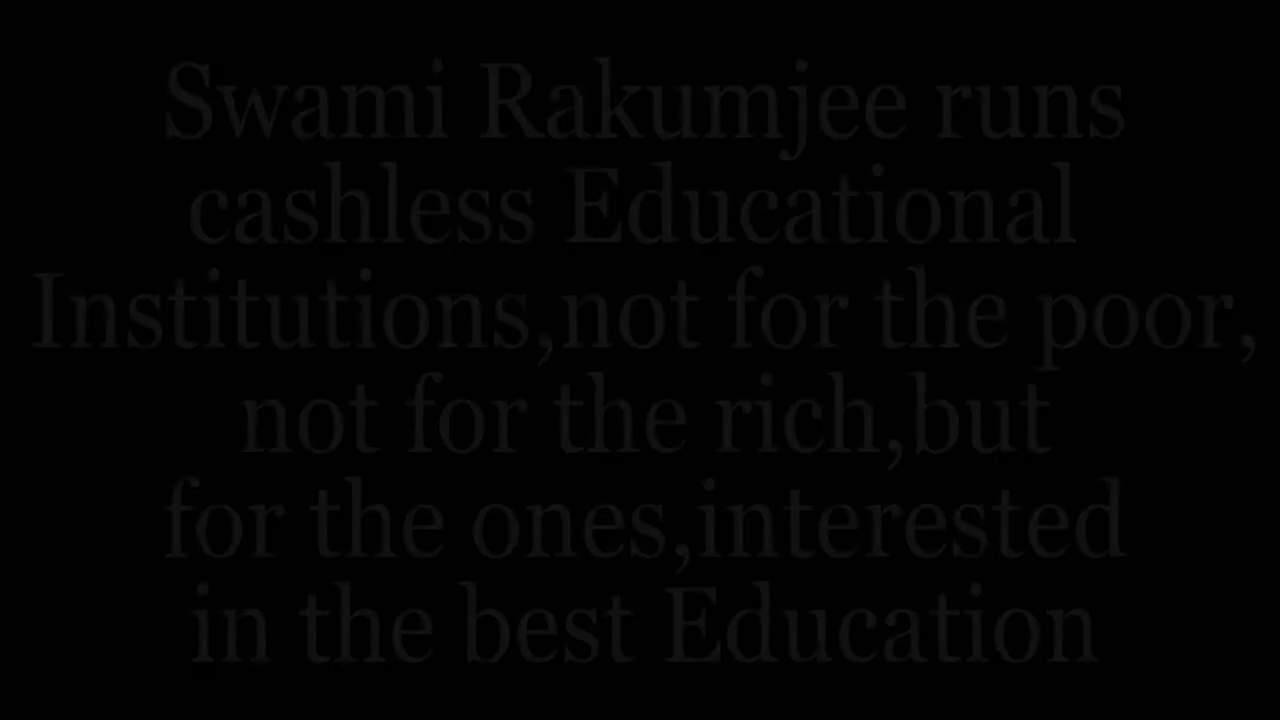 Swami Rakumjee runs
cashless Educational
Institutions,not for the poor,
not for the rich,but
for the ones,interested
in the best Education